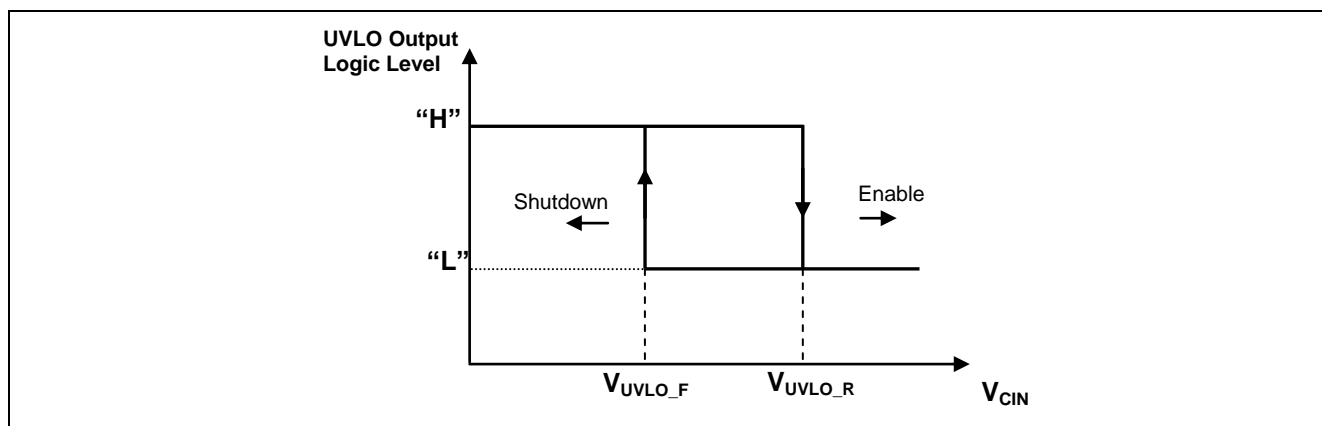 UVLO Output
Logic Level
“H”
Shutdown
Enable
“L”
VUVLO_F
VUVLO_R
VCIN